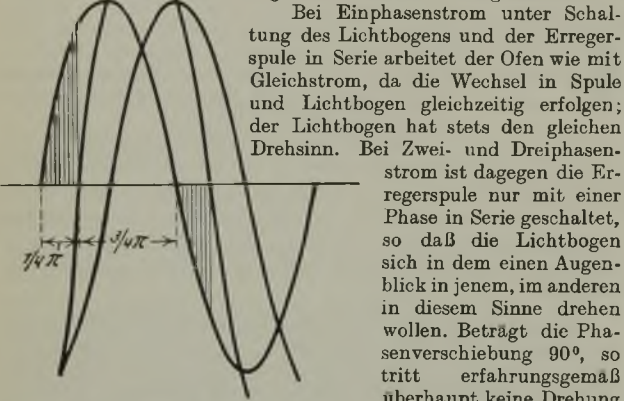 Bei Einphasenstrom unter Schal-
tung des Lichtbogens und der Erreger-
spule in Serie arbeitet der Ofen wie mit
Gleichstrom, da die Wechsel in Spule
und Lichtbogen gleichzeitig erfolgen;
der Lichtbogen hat stets den gleichen
Drehsinn. Bei Zwei- und Dreiphasen-
strom ist dagegen die Er-
regerspule nur mit einer
Phase in Serie geschaltet,
so daß die Lichtbogen
sich in dem einen Augen-
blick in jenem, im anderen
in diesem Sinne drehen
wollen. Beträgt die Pha-
senverschiebung 90⁰, so
tritt erfahrungsgemäß
überhaupt keine Drehung
1/4 π
3/4 π